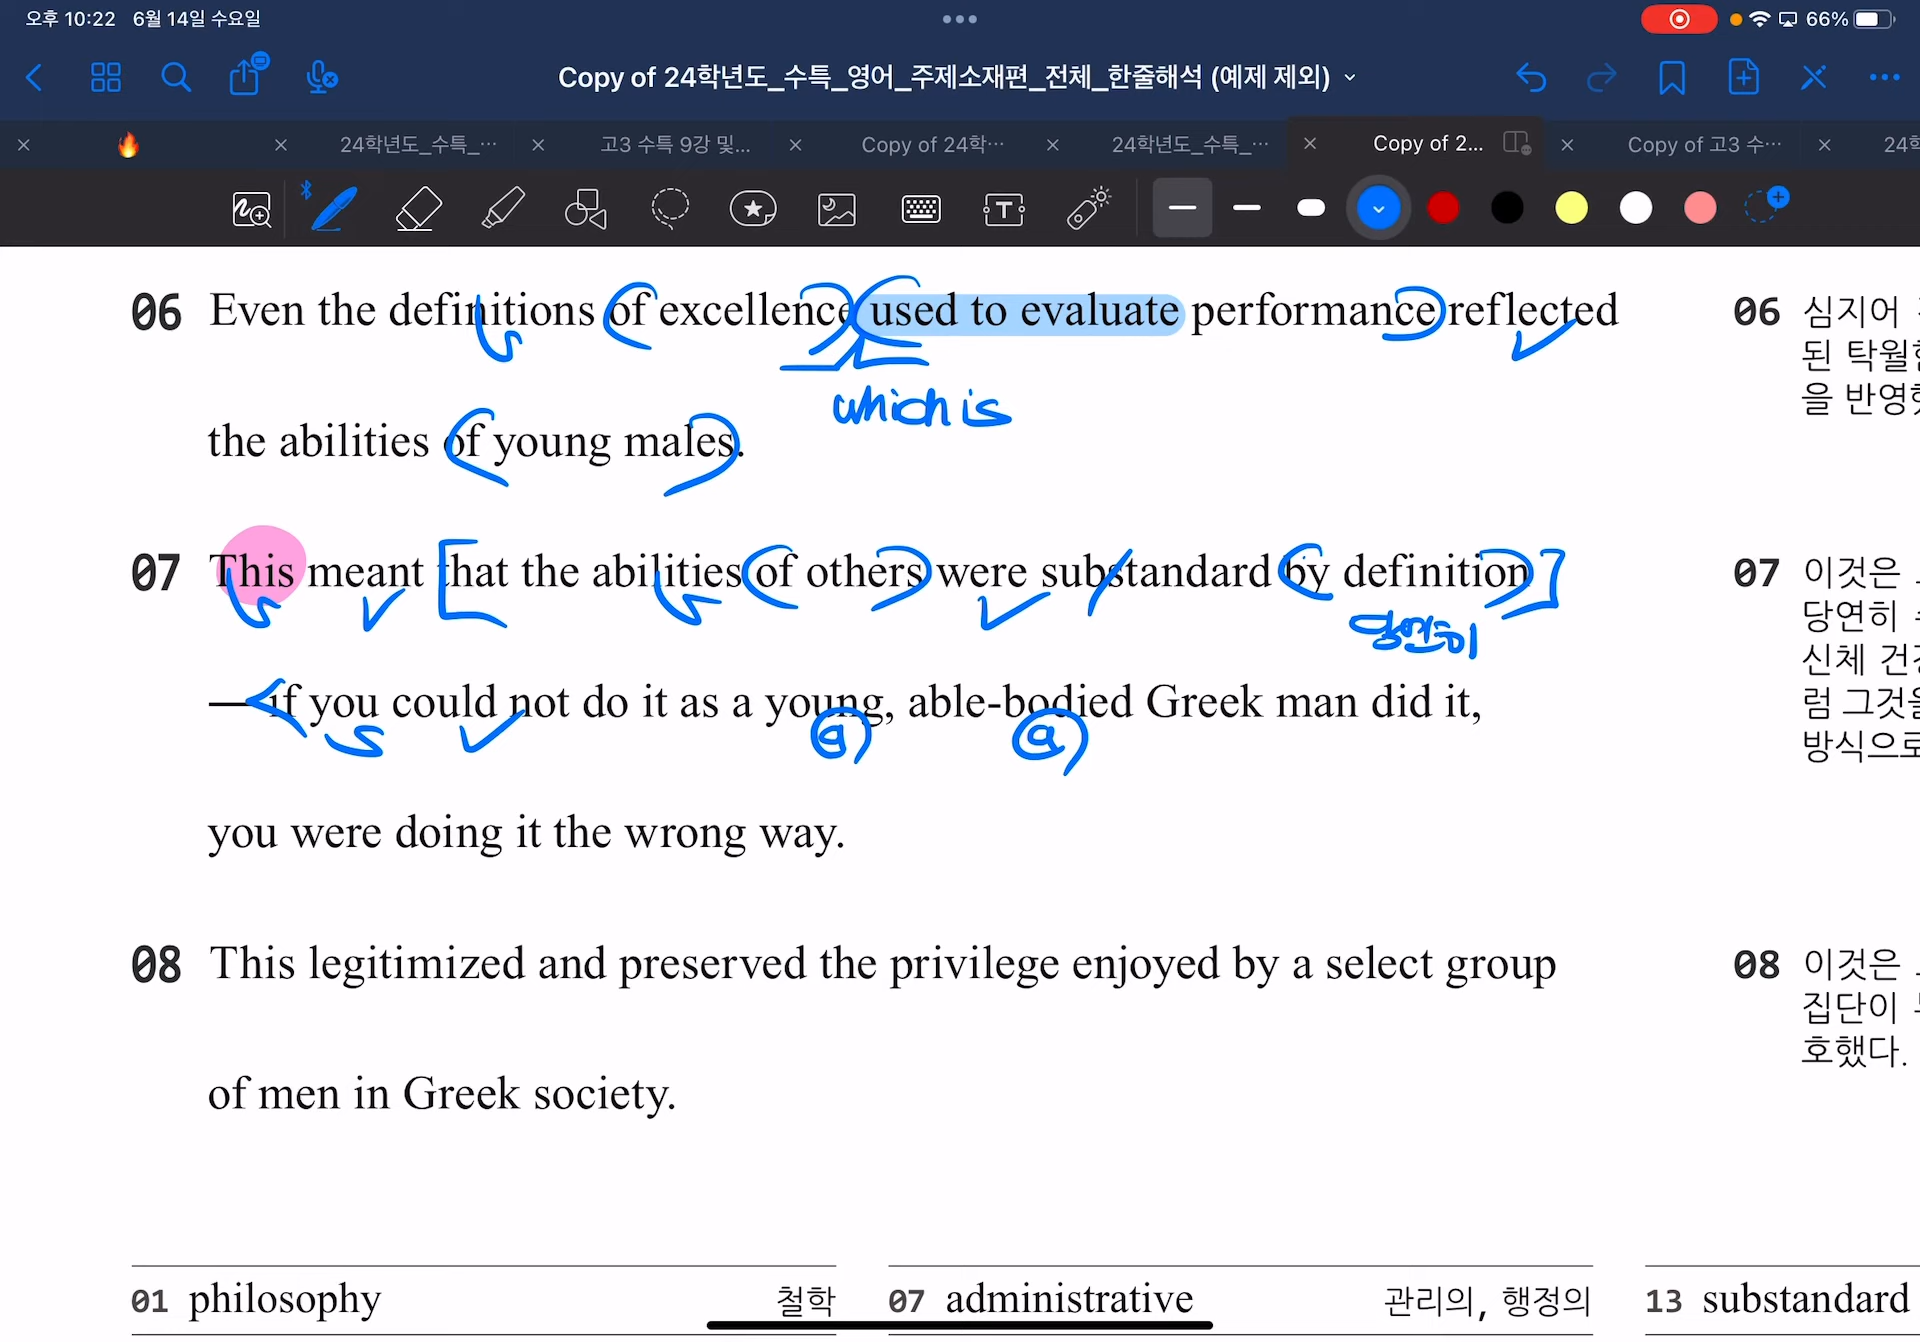 오후 10:22 6월 14일 수요일
66%
Copy of 24학년도_수특_영어_주제소재편_전체_한줄해석 (예제 제외)
24학년도_수특_··· 고3 수특 9강 및... Copy of 24학··· 24학년도_수특_··· Copy of 2... Copy of 고3 수··· 24학
06 Even the definitions of excellence used to evaluate performance reflected
which is
the abilities of young males.
07 This meant that the abilities of others were substandard by definition
당연히
—if you could not do it as a young, able-bodied Greek man did it,
a a
you were doing it the wrong way.
08 This legitimized and preserved the privilege enjoyed by a select group
of men in Greek society.
06 심지어
된 탁월
을 반영
07 이것은
당연히
신체 건강
럼 그것을
방식으로
08 이것은
집단이
호했다.
01 philosophy 철학 07 administrative 관리의, 행정의 13 substandard